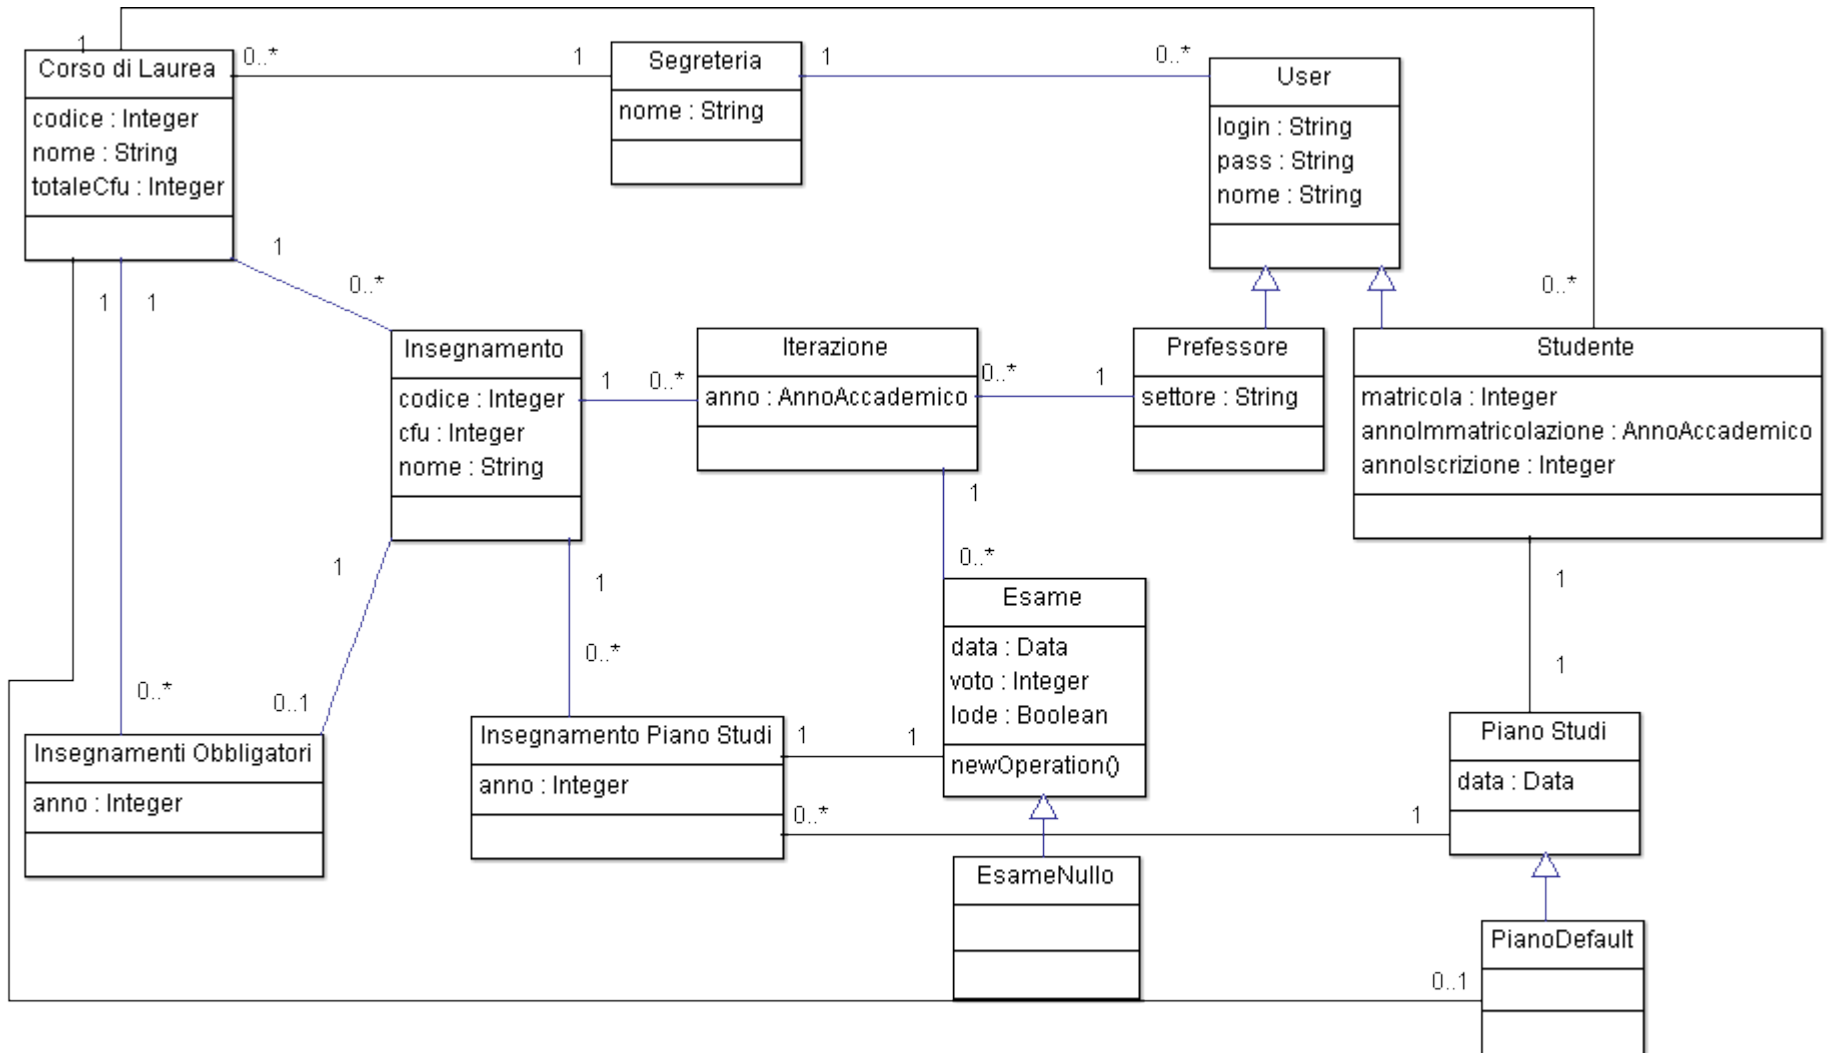 1
Corso di Laurea
codice : Integer
nome : String
totaleCfu : Integer
0..*
1
Segreteria
nome : String
1
0..*
User
login : String
pass : String
nome : String
1
0..*
1
1
0..*
Insegnamento
codice : Integer
cfu : Integer
nome : String
1
0..*
Iterazione
anno : AnnoAccademico
0..*
1
Prefessore
settore : String
Studente
matricola : Integer
annoImmatricolazione : AnnoAccademico
annoIscrizione : Integer
1
0..*
1
0..1
Insegnamenti Obbligatori
anno : Integer
1
0..*
Insegnamento Piano Studi
anno : Integer
1
0..*
Esame
data : Data
voto : Integer
lode : Boolean
newOperation()
1
1
0..*
1
1
1
Piano Studi
data : Data
EsameNullo
PianoDefault
0..1